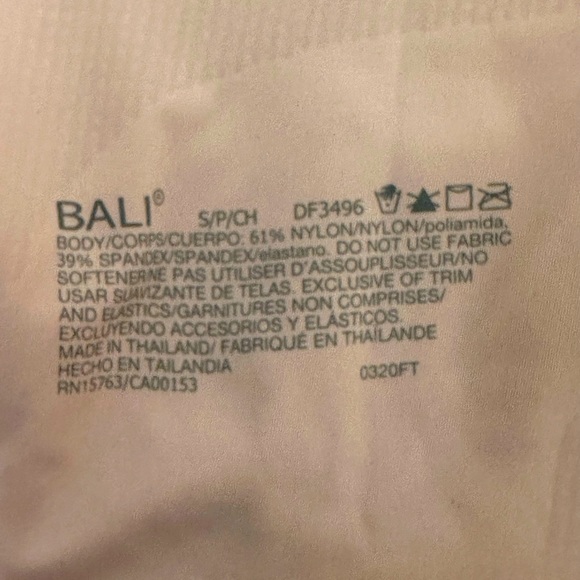 BALI® S/P/CH DF3496
BODY/CORPS/CUERPO: 61% NYLON/NYLON/poliamida,
39% SPANDEX/SPANDEX/elastano. DO NOT USE FABRIC
SOFTENER/NE PAS UTILISER D'ASSOUPLISSEUR/NO
USAR SUAVIZANTE DE TELAS. EXCLUSIVE OF TRIM
AND ELASTICS/GARNITURES NON COMPRISES/
EXCLUYENDO ACCESORIOS Y ELÁSTICOS.
MADE IN THAILAND/ FABRIQUÉ EN THAÏLANDE
HECHO EN TAILANDIA 0320FT
RN15763/CA00153